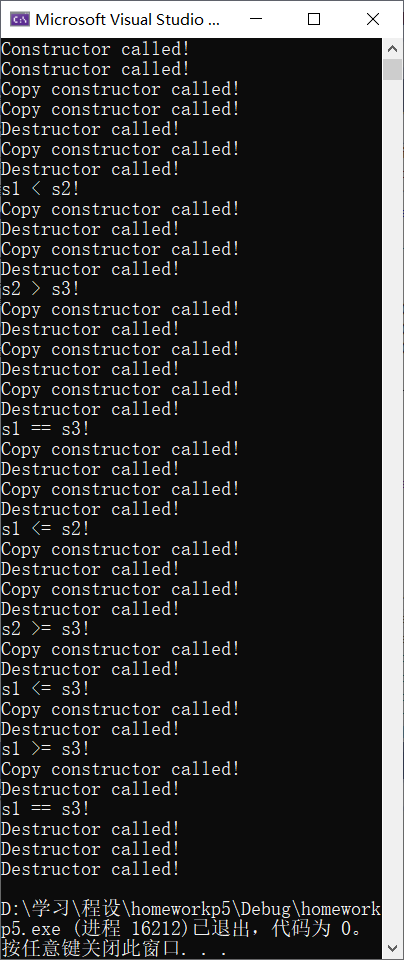 Microsoft Visual Studio ...
Constructor called!
Constructor called!
Copy constructor called!
Copy constructor called!
Destructor called!
Copy constructor called!
Destructor called!
s1 < s2!
Copy constructor called!
Destructor called!
Copy constructor called!
Destructor called!
s2 > s3!
Copy constructor called!
Destructor called!
Copy constructor called!
Destructor called!
Copy constructor called!
Destructor called!
s1 == s3!
Copy constructor called!
Destructor called!
Copy constructor called!
Destructor called!
s1 <= s2!
Copy constructor called!
Destructor called!
Copy constructor called!
Destructor called!
s2 >= s3!
Copy constructor called!
Destructor called!
s1 <= s3!
Copy constructor called!
Destructor called!
s1 >= s3!
Copy constructor called!
Destructor called!
s1 == s3!
Destructor called!
Destructor called!
Destructor called!
D:\学习\程设\homeworkp5\Debug\homework
p5.exe (进程 16212)已退出，代码为 0。
按任意键关闭此窗口. . .